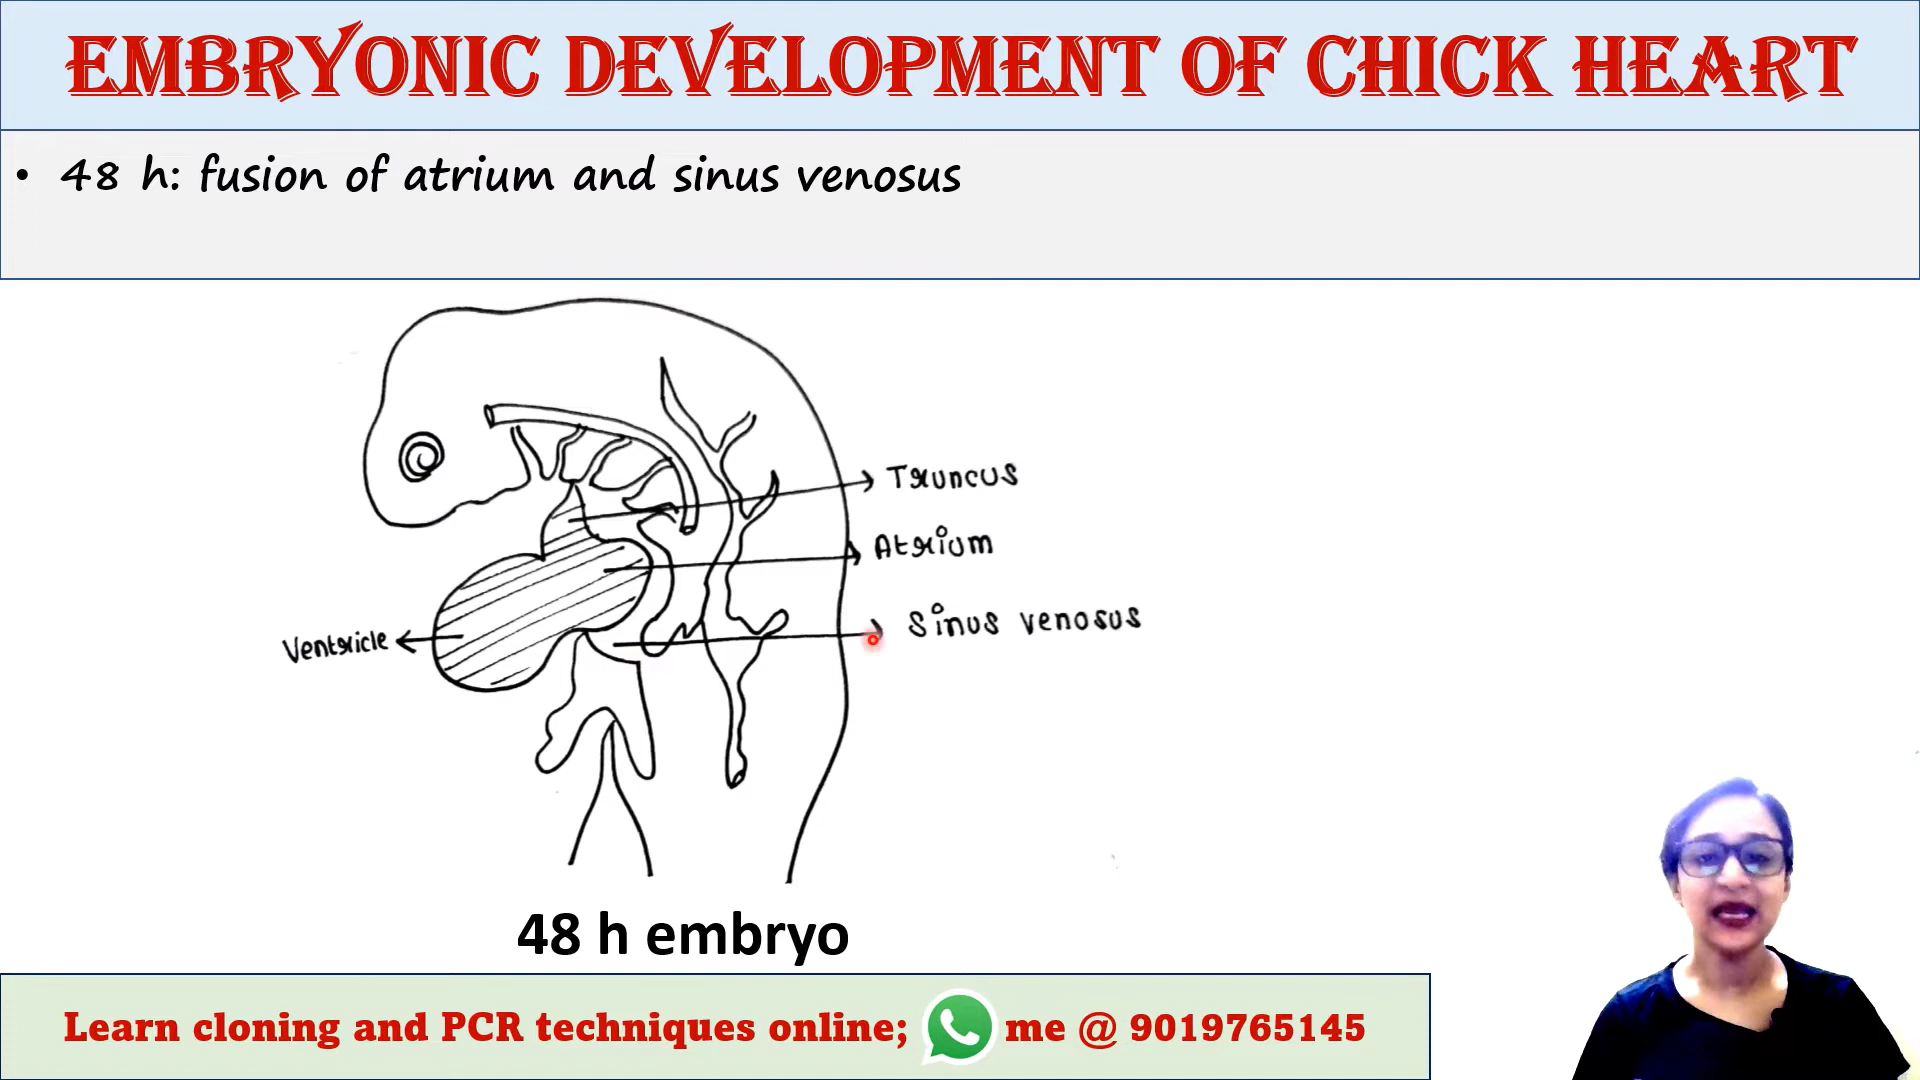 EMBRYONIC DEVELOPMENT OF CHICK HEART
• 48 h: fusion of atrium and sinus venosus
Truncus
Atrium
Sinus venosus
Ventricle
48 h embryo
Learn cloning and PCR techniques online; me @ 9019765145